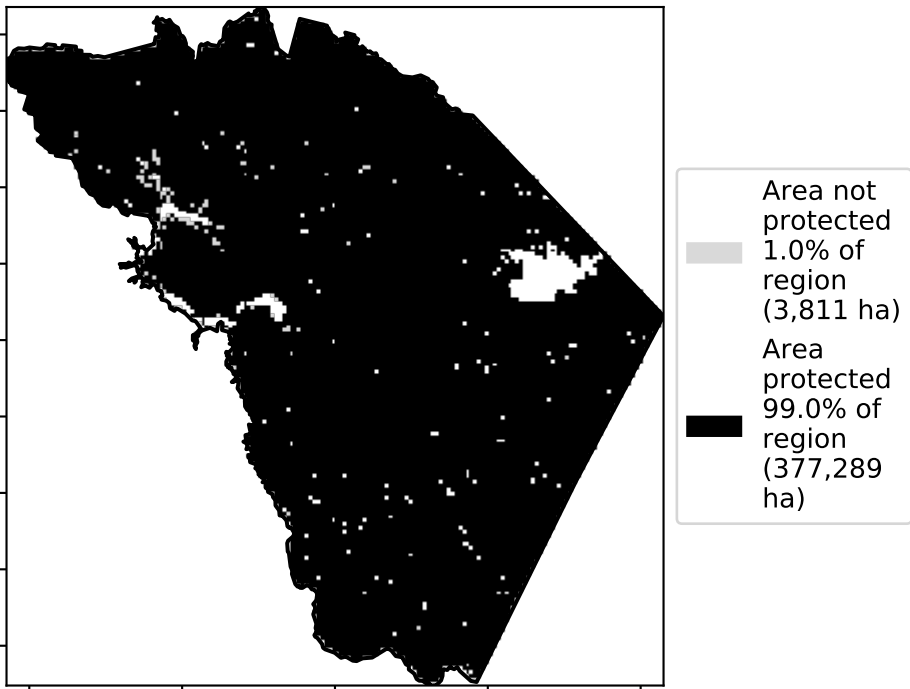 Area not
protected
1.0% of
region
(3,811 ha)
Area
protected
99.0% of
region
(377,289
ha)